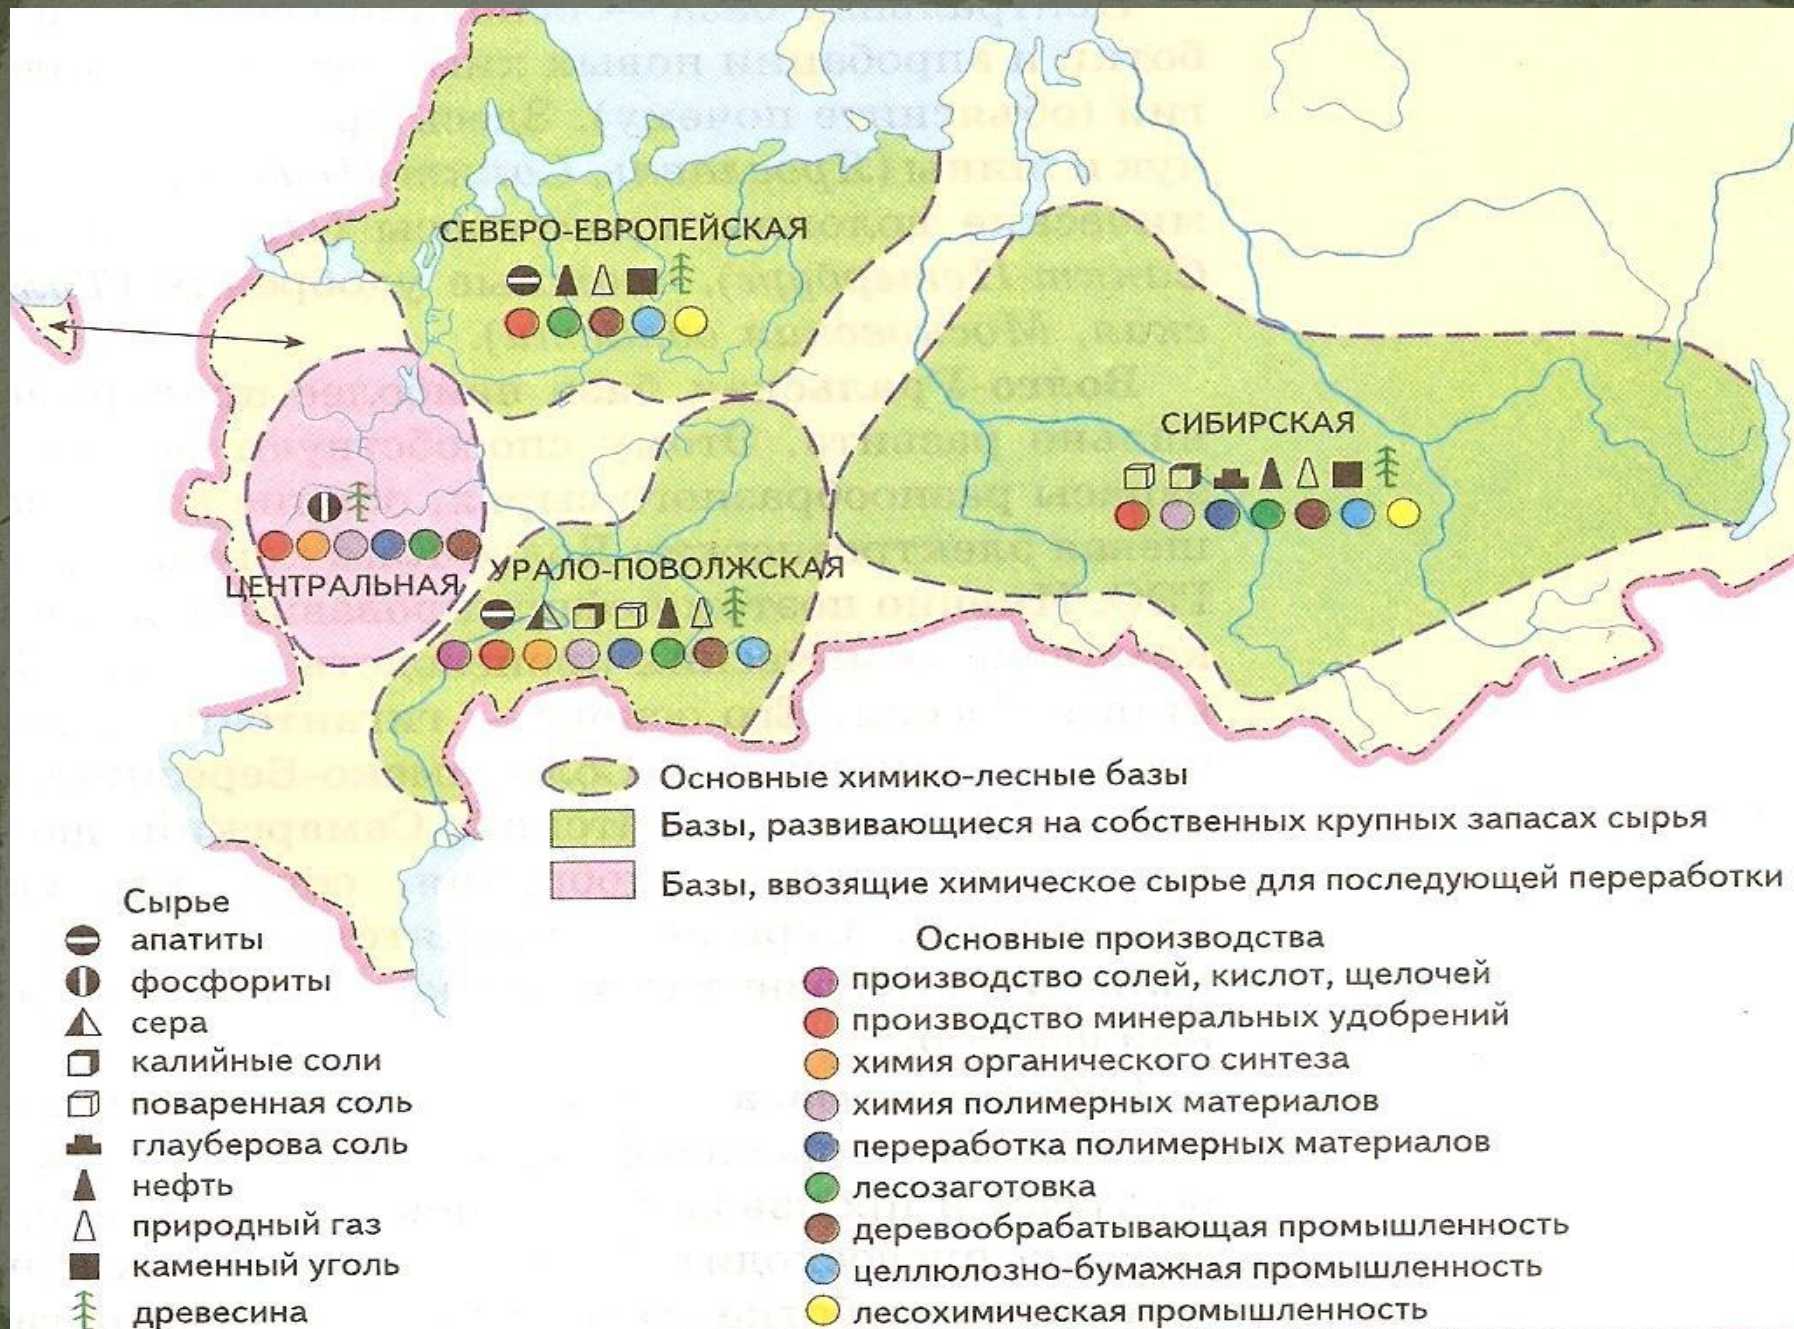 СЕВЕРО-ЕВРОПЕЙСКАЯ
СИБИРСКАЯ
ЦЕНТРАЛЬНАЯ
УРАЛО-ПОВОЛЖСКАЯ
Основные химико-лесные базы
Базы, развивающиеся на собственных крупных запасах сырья
Базы, ввозящие химическое сырье для последующей переработки
Сырье
апатиты
фосфориты
сера
калийные соли
поваренная соль
глауберова соль
нефть
природный газ
каменный уголь
древесина
Основные производства
производство солей, кислот, щелочей
производство минеральных удобрений
химия органического синтеза
химия полимерных материалов
переработка полимерных материалов
лесозаготовка
деревообрабатывающая промышленность
целлюлозно-бумажная промышленность
лесохимическая промышленность